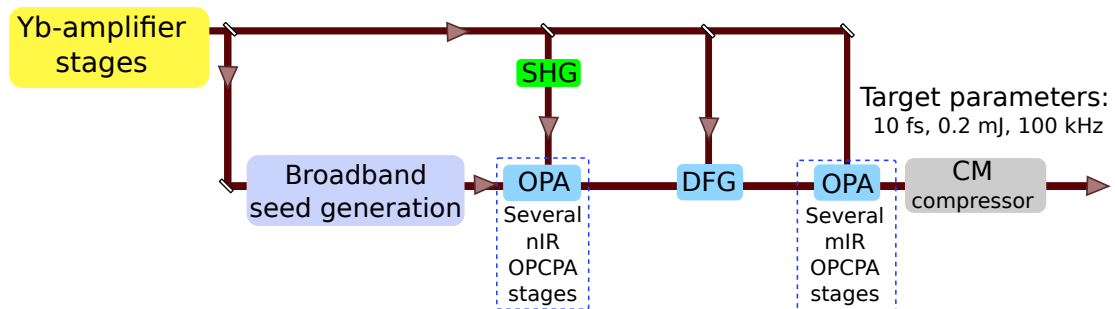 Yb-amplifier
stages
SHG
Target parameters:
10 fs, 0.2 mJ, 100 kHz
Broadband
seed generation
OPA
DFG
OPA
CM
compressor
Several
nIR
OPCPA
stages
Several
mIR
OPCPA
stages